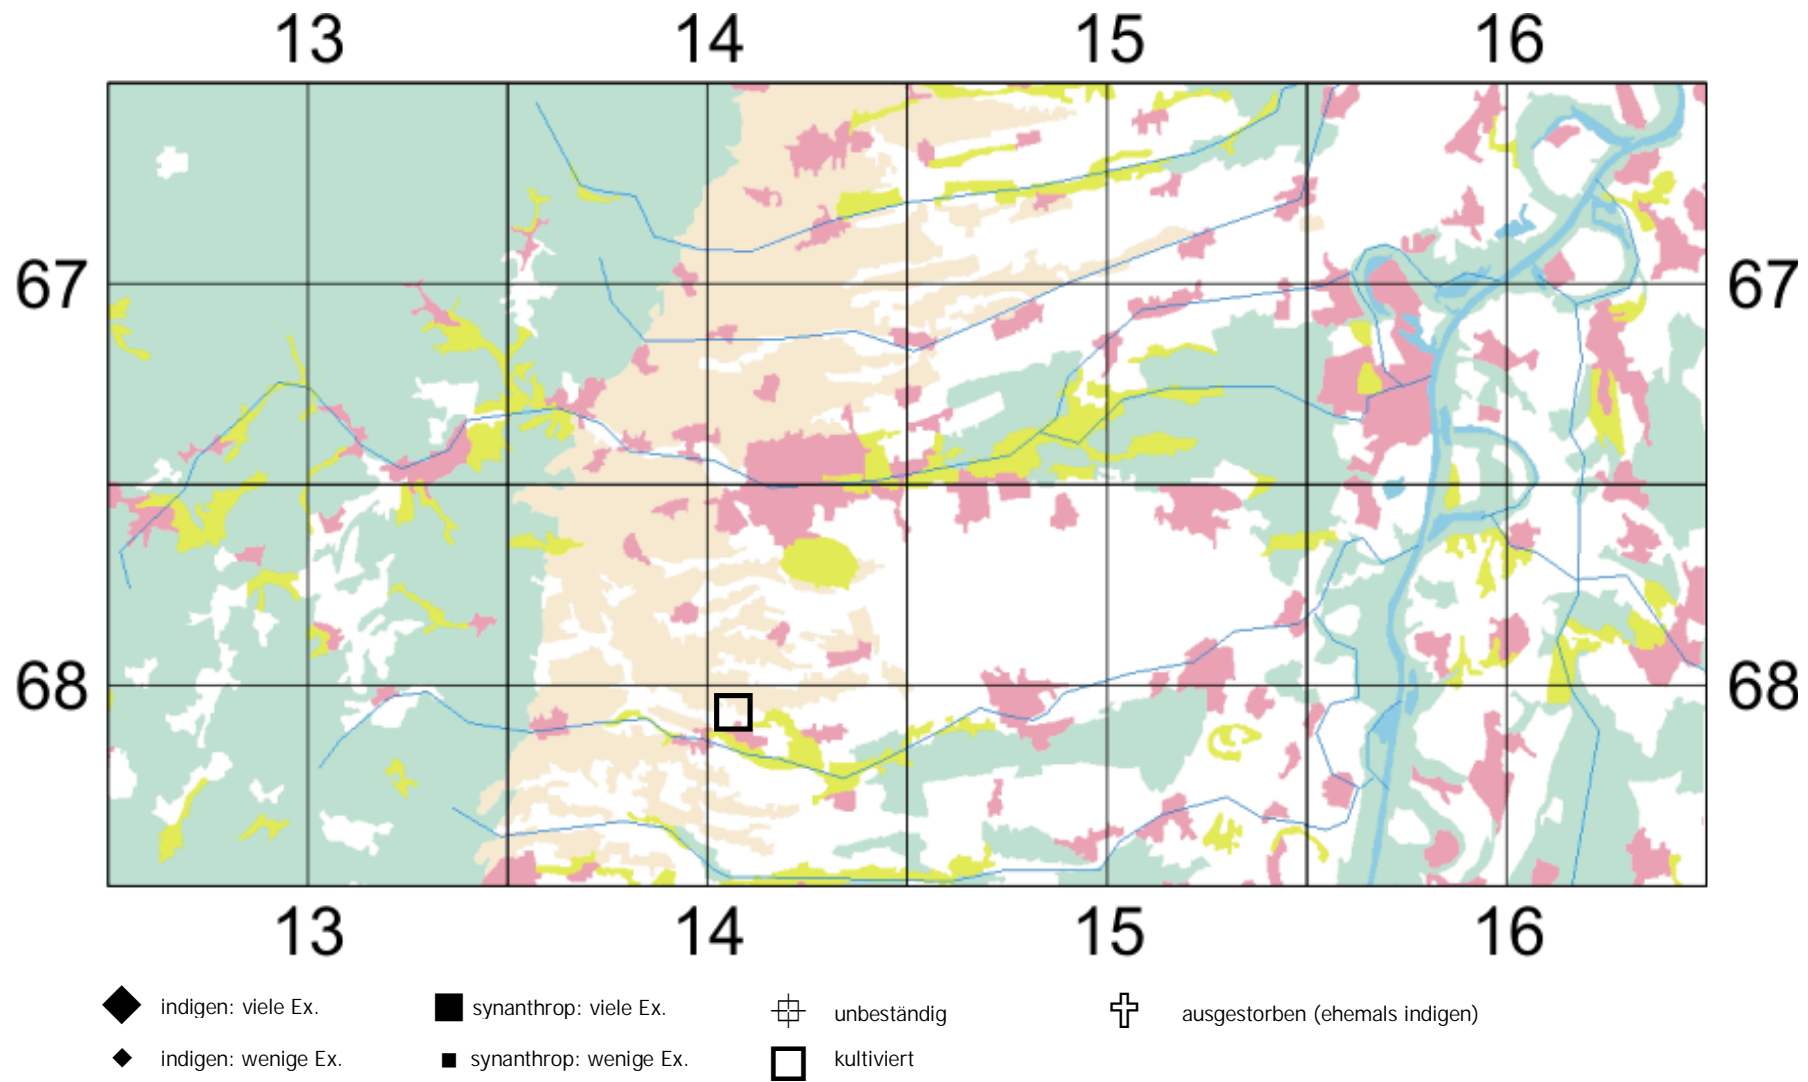 13 14 15 16
67 67
68 68
13 14 15 16
indigen: viele Ex. synanthrop: viele Ex. unbeständig ausgestorben (ehemals indigen)
indigen: wenige Ex. synanthrop: wenige Ex. kultiviert